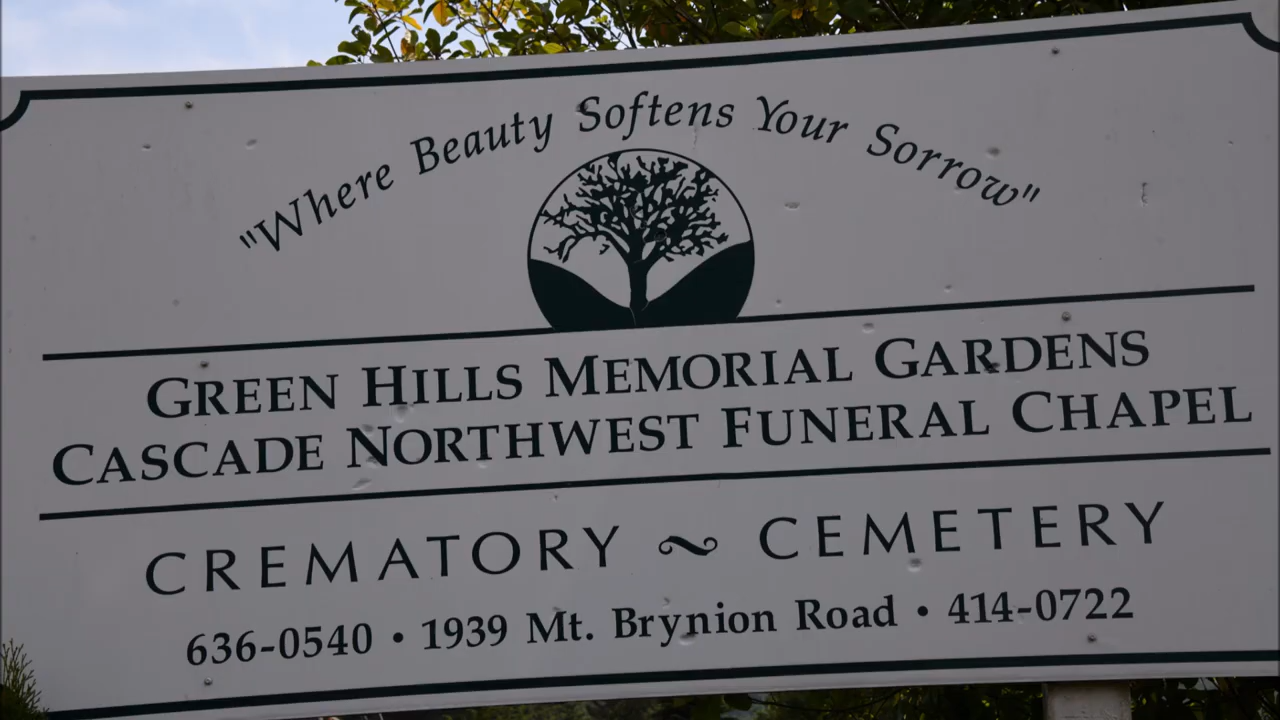 "Where Beauty Softens Your Sorrow"
GREEN HILLS MEMORIAL GARDENS
CASCADE NORTHWEST FUNERAL CHAPEL
CREMATORY ~ CEMETERY
636-0540 • 1939 Mt. Brynion Road • 414-0722